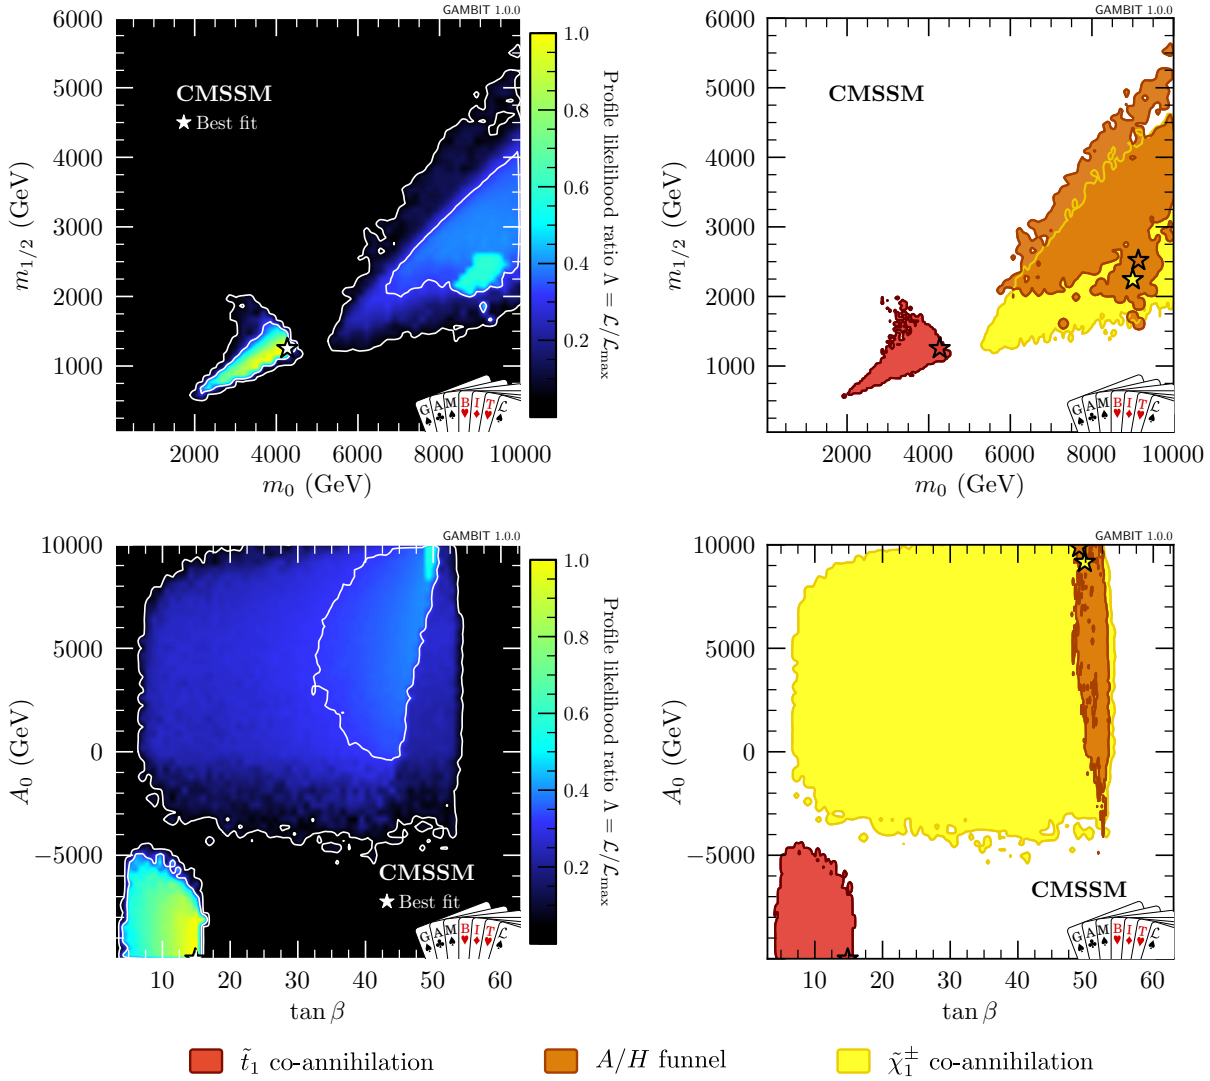 GAMBIT 1.0.0
6000
5000
4000
3000
2000
1000
m₁/₂ (GeV)
CMSSM
Best fit
G A M B I T ℒ
2000 4000 6000 8000 10000
m₀ (GeV)
1.0
0.8
0.6
0.4
0.2
Profile likelihood ratio Λ = ℒ/ℒmax
GAMBIT 1.0.0
6000
5000
4000
3000
2000
1000
m₁/₂ (GeV)
CMSSM
G A M B I T ℒ
2000 4000 6000 8000 10000
m₀ (GeV)
GAMBIT 1.0.0
10000
5000
0
−5000
A₀ (GeV)
CMSSM
Best fit
G A M B I T ℒ
10 20 30 40 50 60
tan β
1.0
0.8
0.6
0.4
0.2
Profile likelihood ratio Λ = ℒ/ℒmax
GAMBIT 1.0.0
10000
5000
0
−5000
A₀ (GeV)
CMSSM
G A M B I T ℒ
10 20 30 40 50 60
tan β
t̃₁ co-annihilation A/H funnel χ̃₁± co-annihilation